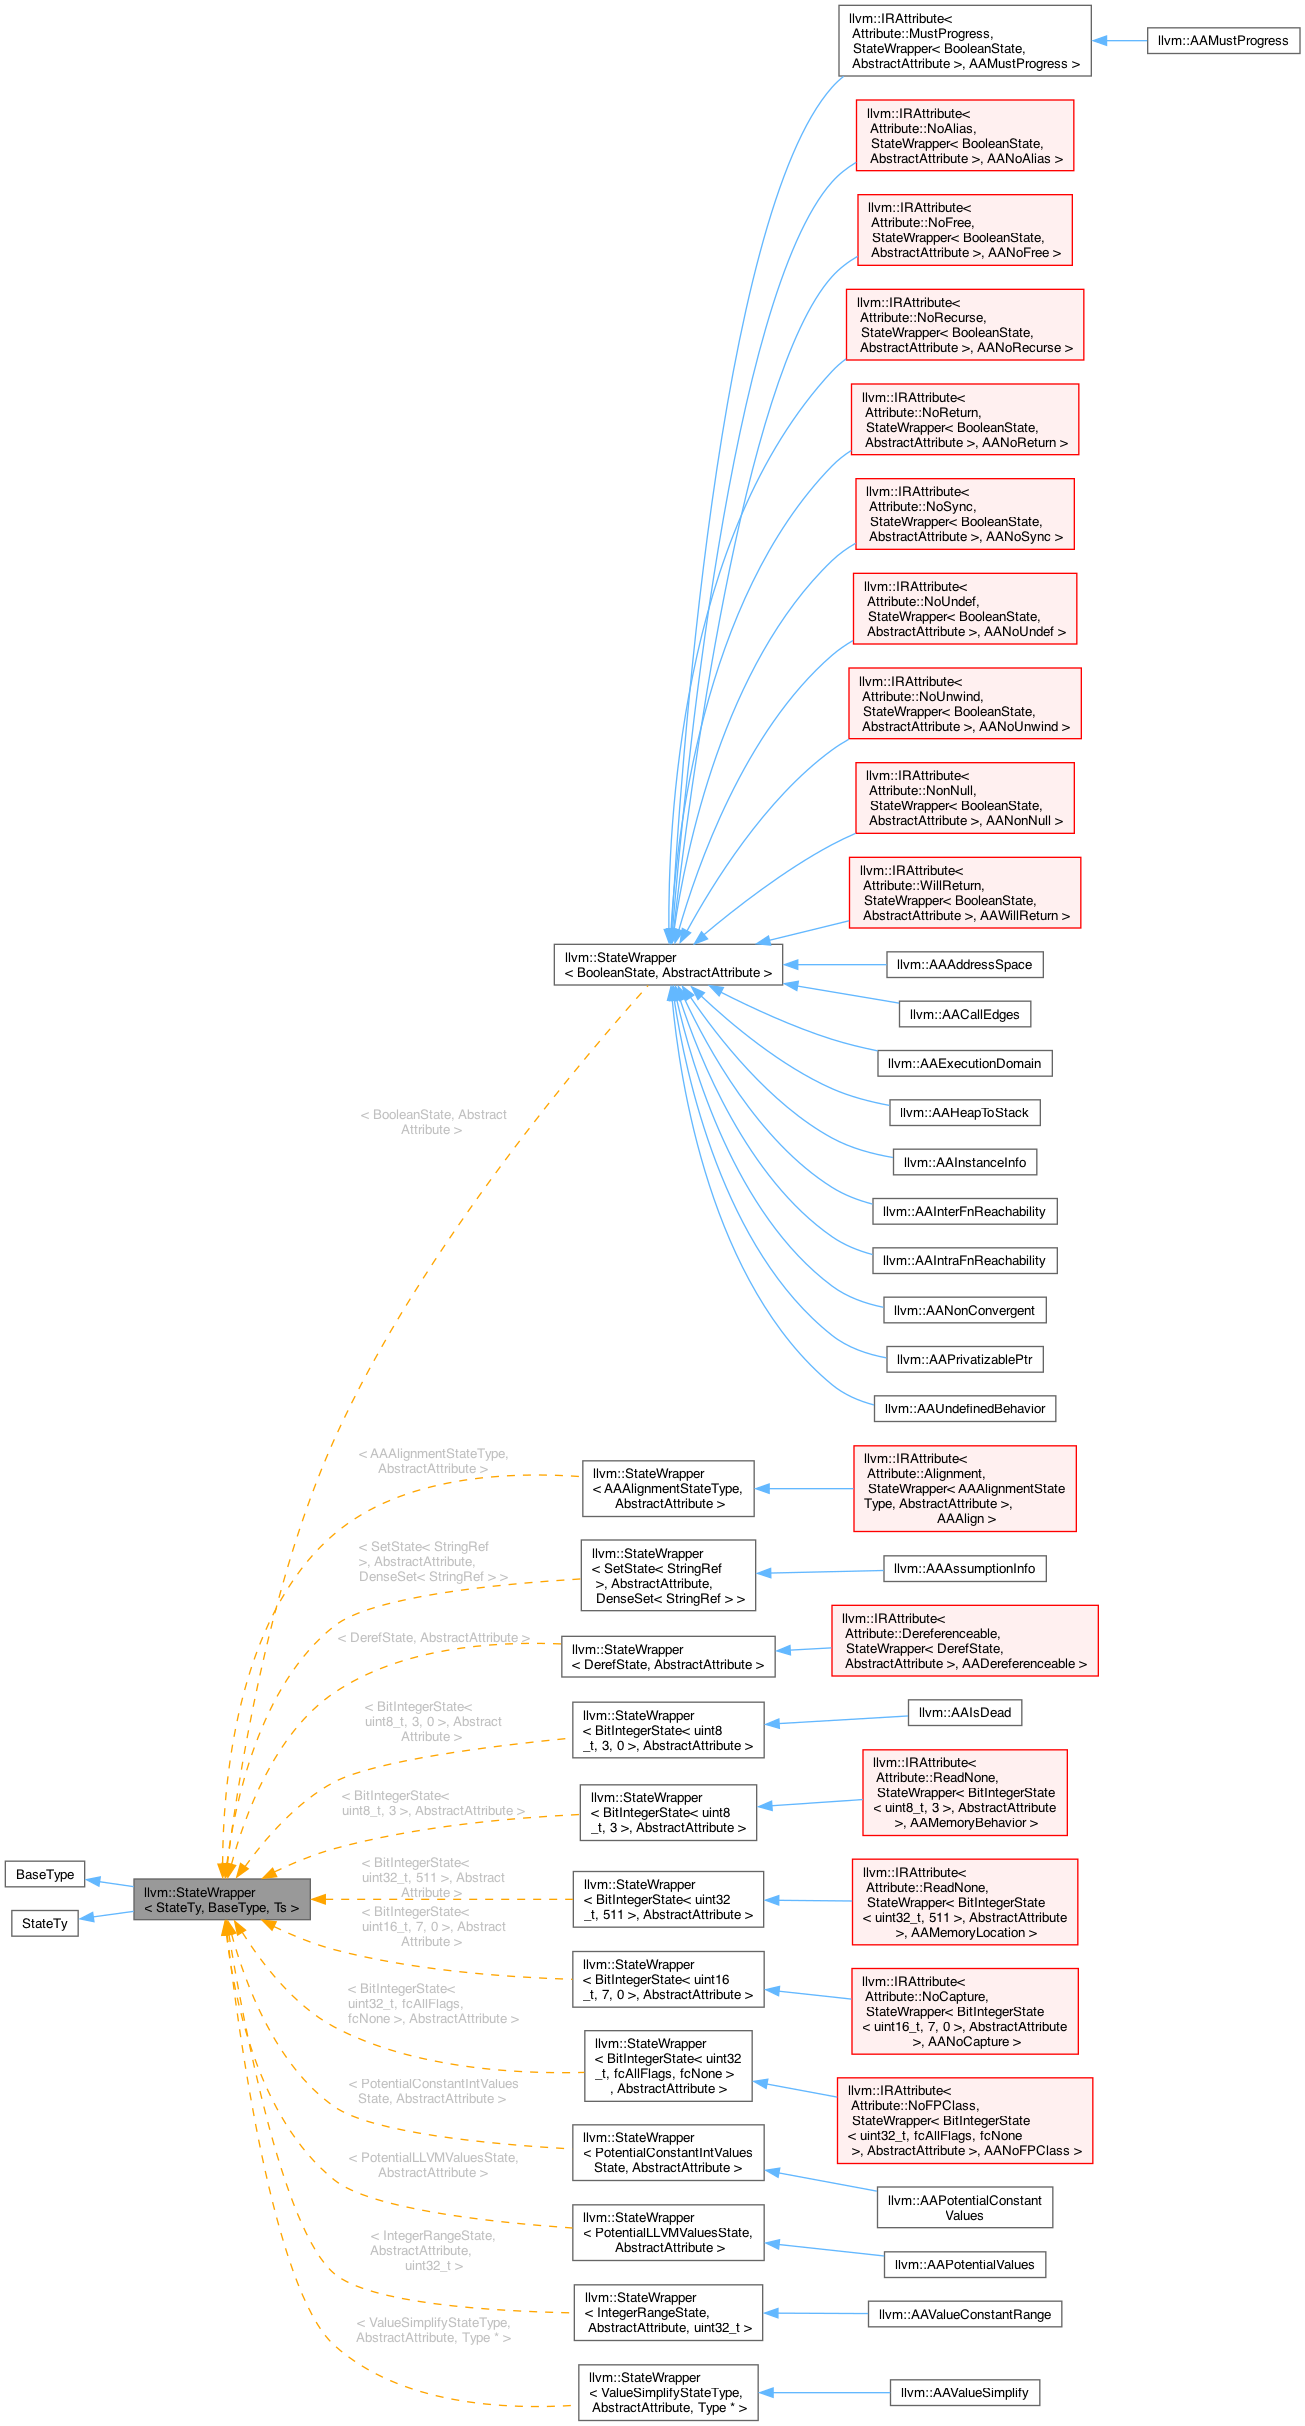 llvm::IRAttribute<
Attribute::MustProgress,
StateWrapper< BooleanState,
AbstractAttribute >, AAMustProgress >
llvm::AAMustProgress
llvm::IRAttribute<
Attribute::NoAlias,
StateWrapper< BooleanState,
AbstractAttribute >, AANoAlias >
llvm::IRAttribute<
Attribute::NoFree,
StateWrapper< BooleanState,
AbstractAttribute >, AANoFree >
llvm::IRAttribute<
Attribute::NoRecurse,
StateWrapper< BooleanState,
AbstractAttribute >, AANoRecurse >
llvm::IRAttribute<
Attribute::NoReturn,
StateWrapper< BooleanState,
AbstractAttribute >, AANoReturn >
llvm::IRAttribute<
Attribute::NoSync,
StateWrapper< BooleanState,
AbstractAttribute >, AANoSync >
llvm::IRAttribute<
Attribute::NoUndef,
StateWrapper< BooleanState,
AbstractAttribute >, AANoUndef >
llvm::IRAttribute<
Attribute::NoUnwind,
StateWrapper< BooleanState,
AbstractAttribute >, AANoUnwind >
llvm::IRAttribute<
Attribute::NonNull,
StateWrapper< BooleanState,
AbstractAttribute >, AANonNull >
llvm::IRAttribute<
Attribute::WillReturn,
StateWrapper< BooleanState,
AbstractAttribute >, AAWillReturn >
llvm::StateWrapper
< BooleanState, AbstractAttribute >
llvm::AAAddressSpace
llvm::AACallEdges
llvm::AAExecutionDomain
llvm::AAHeapToStack
llvm::AAInstanceInfo
llvm::AAInterFnReachability
llvm::AAIntraFnReachability
llvm::AANonConvergent
llvm::AAPrivatizablePtr
llvm::AAUndefinedBehavior
< BooleanState, Abstract
Attribute >
< AAAlignmentStateType,
AbstractAttribute >
llvm::StateWrapper
< AAAlignmentStateType,
AbstractAttribute >
llvm::IRAttribute<
Attribute::Alignment,
StateWrapper< AAAlignmentState
Type, AbstractAttribute >,
AAAlign >
< SetState< StringRef
>, AbstractAttribute,
DenseSet< StringRef > >
llvm::StateWrapper
< SetState< StringRef
>, AbstractAttribute,
DenseSet< StringRef > >
llvm::AAAssumptionInfo
< DerefState, AbstractAttribute >
llvm::StateWrapper
< DerefState, AbstractAttribute >
llvm::IRAttribute<
Attribute::Dereferenceable,
StateWrapper< DerefState,
AbstractAttribute >, AADereferenceable >
< BitIntegerState<
uint8_t, 3, 0 >, Abstract
Attribute >
llvm::StateWrapper
< BitIntegerState< uint8
_t, 3, 0 >, AbstractAttribute >
llvm::AAIsDead
< BitIntegerState<
uint8_t, 3 >, AbstractAttribute >
llvm::StateWrapper
< BitIntegerState< uint8
_t, 3 >, AbstractAttribute >
llvm::IRAttribute<
Attribute::ReadNone,
StateWrapper< BitIntegerState
< uint8_t, 3 >, AbstractAttribute
>, AAMemoryBehavior >
BaseType
StateTy
llvm::StateWrapper
< StateTy, BaseType, Ts >
< BitIntegerState<
uint32_t, 511 >, Abstract
Attribute >
llvm::StateWrapper
< BitIntegerState< uint32
_t, 511 >, AbstractAttribute >
llvm::IRAttribute<
Attribute::ReadNone,
StateWrapper< BitIntegerState
< uint32_t, 511 >, AbstractAttribute
>, AAMemoryLocation >
< BitIntegerState<
uint16_t, 7, 0 >, Abstract
Attribute >
llvm::StateWrapper
< BitIntegerState< uint16
_t, 7, 0 >, AbstractAttribute >
llvm::IRAttribute<
Attribute::NoCapture,
StateWrapper< BitIntegerState
< uint16_t, 7, 0 >, AbstractAttribute
>, AANoCapture >
< BitIntegerState<
uint32_t, fcAllFlags,
fcNone >, AbstractAttribute >
llvm::StateWrapper
< BitIntegerState< uint32
_t, fcAllFlags, fcNone >
, AbstractAttribute >
llvm::IRAttribute<
Attribute::NoFPClass,
StateWrapper< BitIntegerState
< uint32_t, fcAllFlags, fcNone
>, AbstractAttribute >, AANoFPClass >
< PotentialConstantIntValues
State, AbstractAttribute >
llvm::StateWrapper
< PotentialConstantIntValues
State, AbstractAttribute >
llvm::AAPotentialConstant
Values
< PotentialLLVMValuesState,
AbstractAttribute >
llvm::StateWrapper
< PotentialLLVMValuesState,
AbstractAttribute >
llvm::AAPotentialValues
< IntegerRangeState,
AbstractAttribute,
uint32_t >
llvm::StateWrapper
< IntegerRangeState,
AbstractAttribute, uint32_t >
llvm::AAValueConstantRange
< ValueSimplifyStateType,
AbstractAttribute, Type * >
llvm::StateWrapper
< ValueSimplifyStateType,
AbstractAttribute, Type * >
llvm::AAValueSimplify